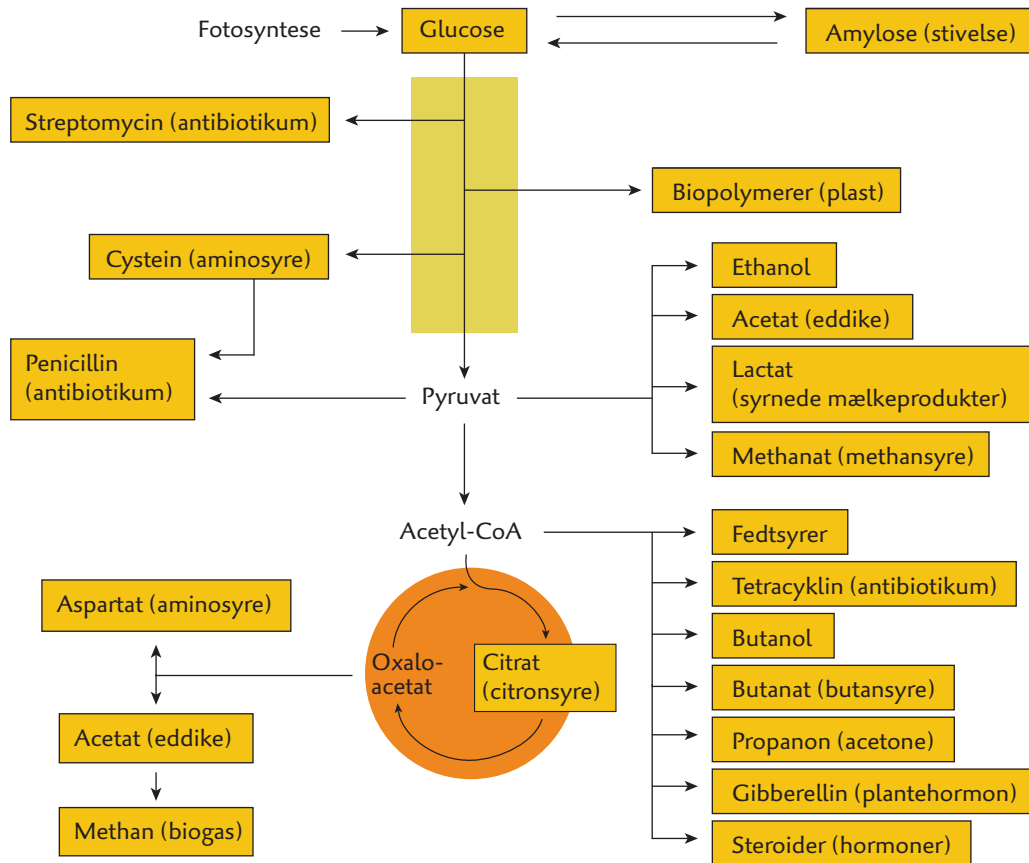 Fotosyntese
Glucose
Amylose (stivelse)
Streptomycin (antibiotikum)
Biopolymerer (plast)
Cystein (aminosyre)
Ethanol
Acetat (eddike)
Penicillin
(antibiotikum)
Pyruvat
Lactat
(syrnede mælkeprodukter)
Methanat (methansyre)
Acetyl-CoA
Fedtsyrer
Tetracyklin (antibiotikum)
Butanol
Butanat (butansyre)
Propanon (acetone)
Gibberellin (plantehormon)
Steroider (hormoner)
Aspartat (aminosyre)
Oxalo-
acetat
Citrat
(citronsyre)
Acetat (eddike)
Methan (biogas)